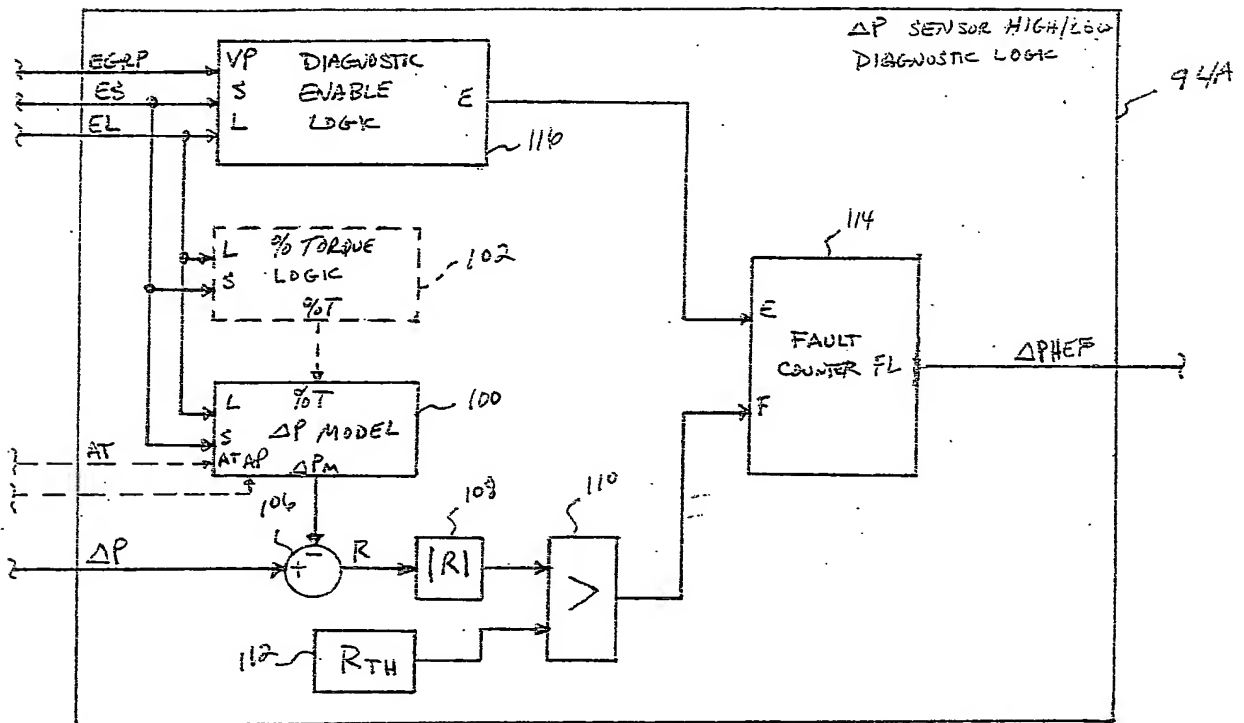 ΔP SENSOR HIGH/LOW
DIAGNOSTIC LOGIC
94A
EGRP
ES
EL
VP
S
L
DIAGNOSTIC
ENABLE
LOGIC
E
116
L
S
% TORQUE
LOGIC
%T
102
L
S
AT
AP
%T
ΔP MODEL
ΔPM
100
AT
106
ΔP
+
-
R
108
|R|
110
>
112
RTH
114
E
F
FAULT
COUNTER FL
ΔPHEF